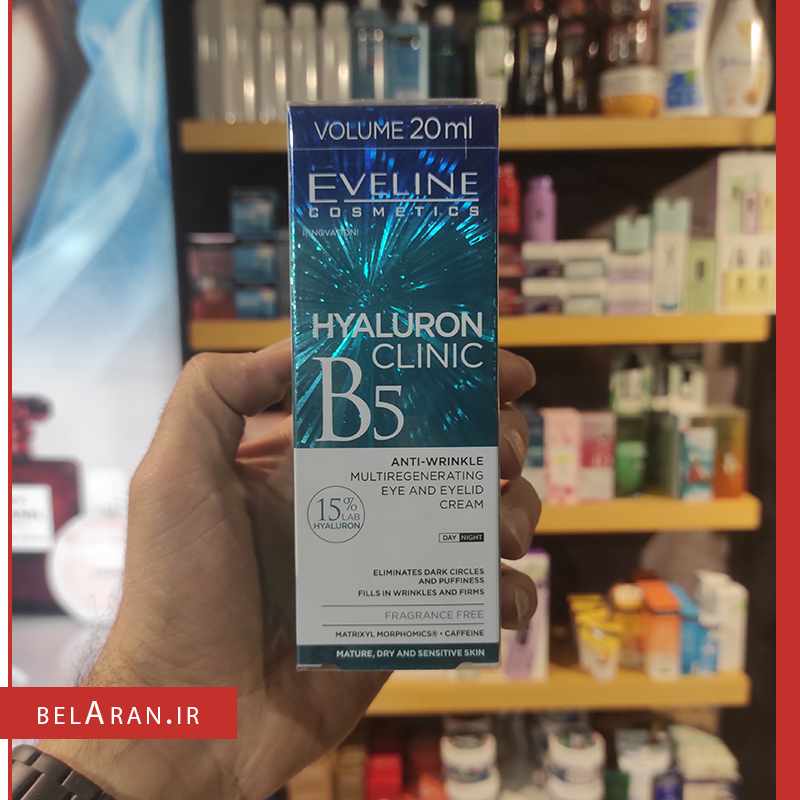 VOLUME 20ml
EVELINE
COSMETICS
INNOVATION!
HYALURON
CLINIC
B5
ANTI-WRINKLE
MULTIREGENERATING
EYE AND EYELID
CREAM
15%
LAB
HYALURON
DAY NIGHT
ELIMINATES DARK CIRCLES
AND PUFFINESS
FILLS IN WRINKLES AND FIRMS
FRAGRANCE FREE
MATRIXYL MORPHOMICS® • CAFFEINE
MATURE, DRY AND SENSITIVE SKIN
BELARAN.IR